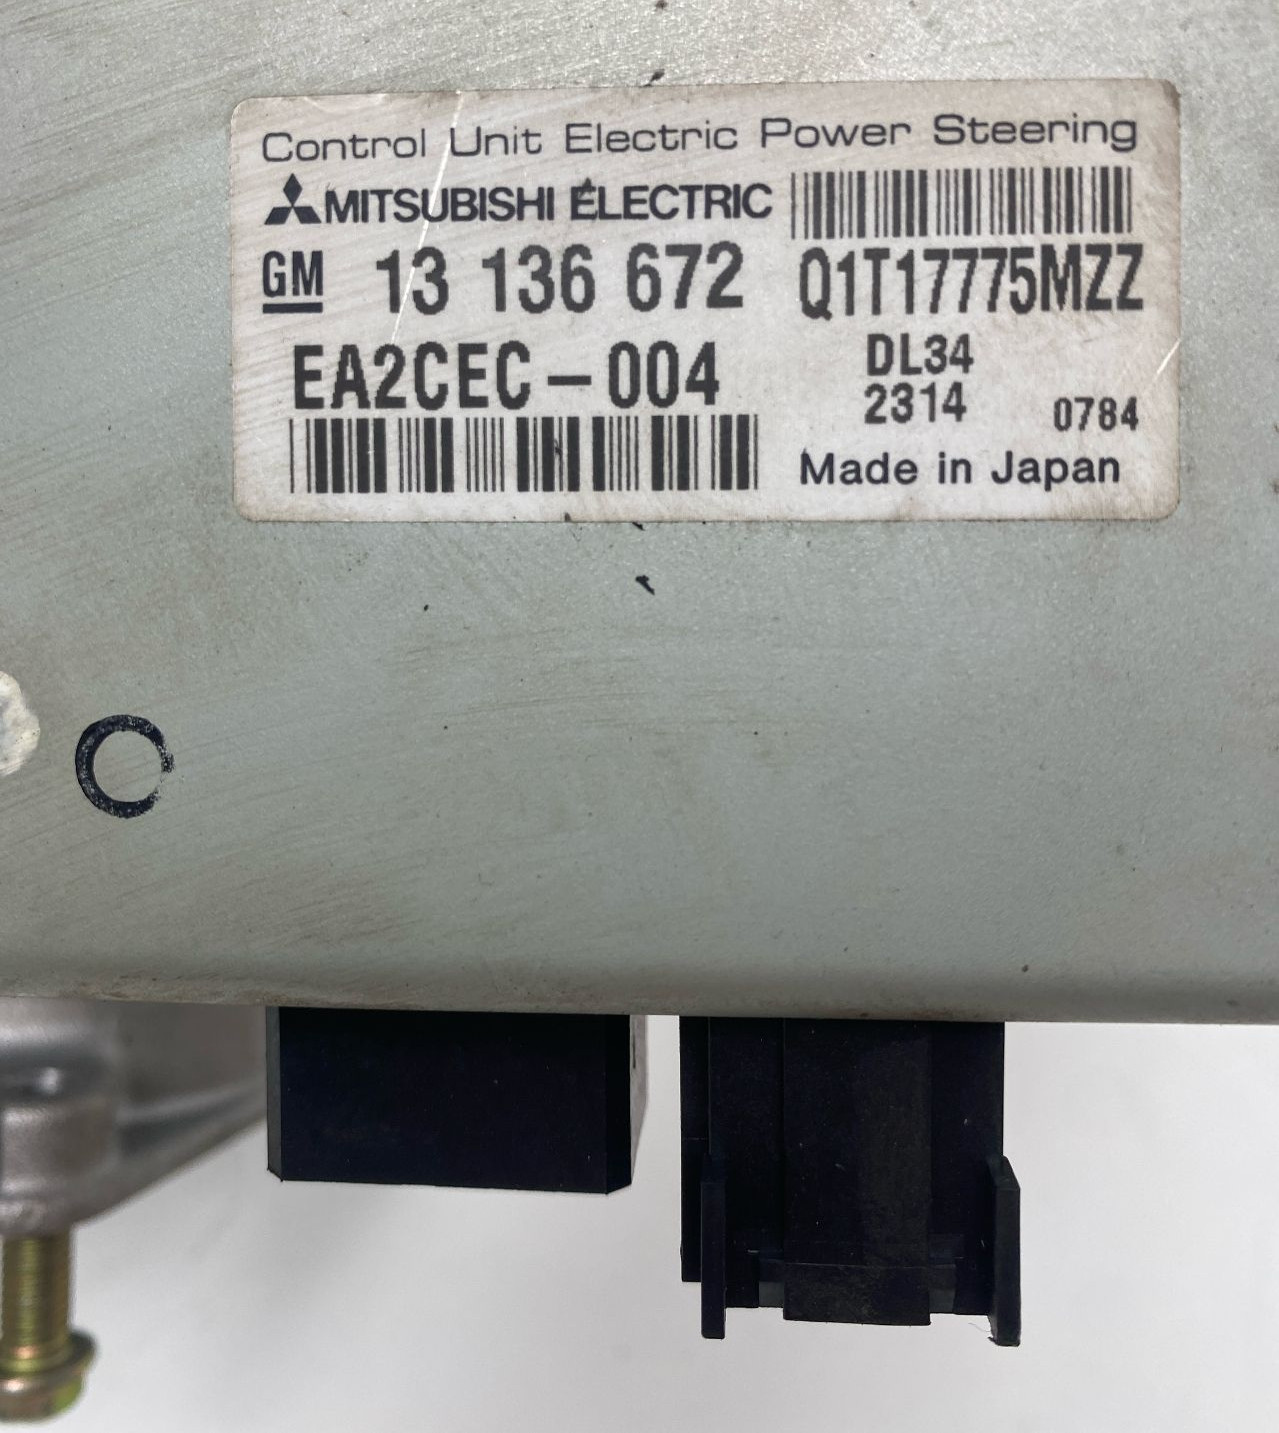 Control Unit Electric Power Steering
MITSUBISHI ELECTRIC
GM 13 136 672
Q1T17775MZZ
EA2CEC-004
DL34
2314 0784
Made in Japan